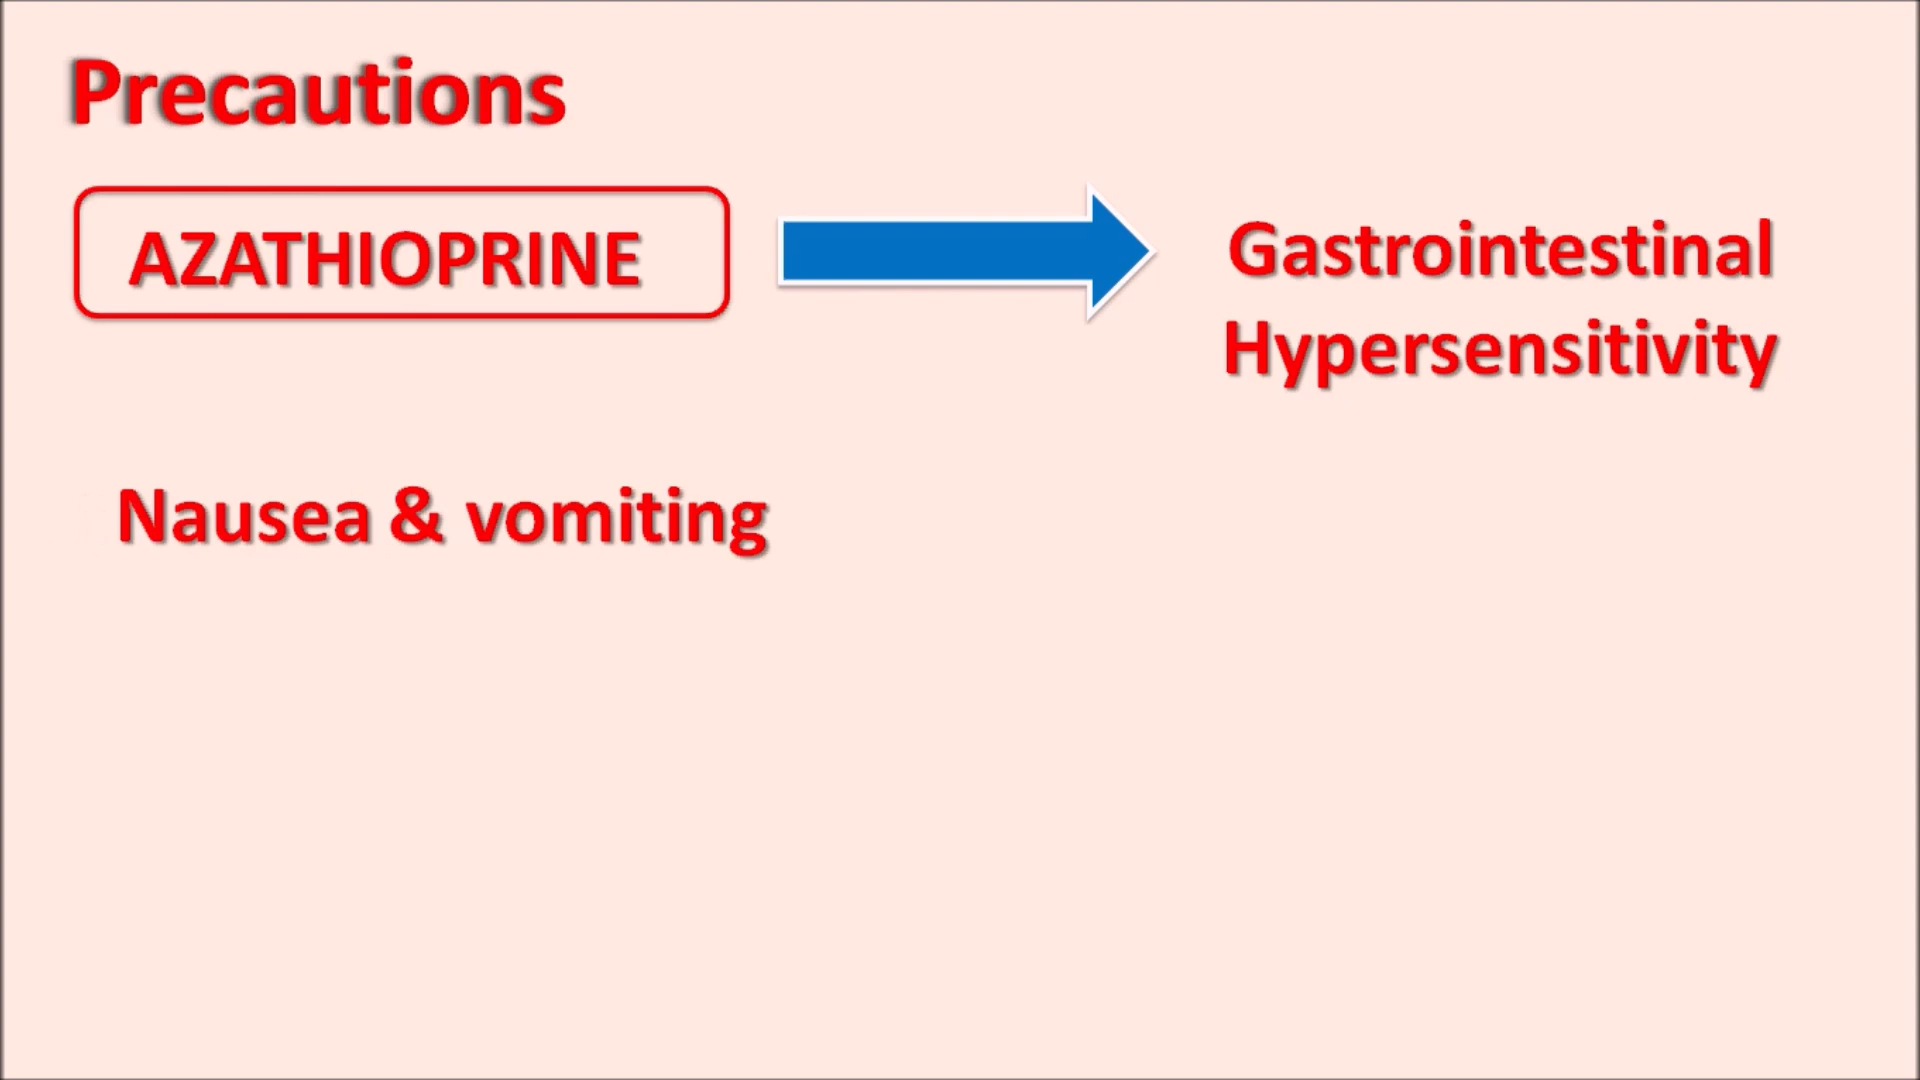 Precautions
AZATHIOPRINE
Gastrointestinal
Hypersensitivity
Nausea & vomiting